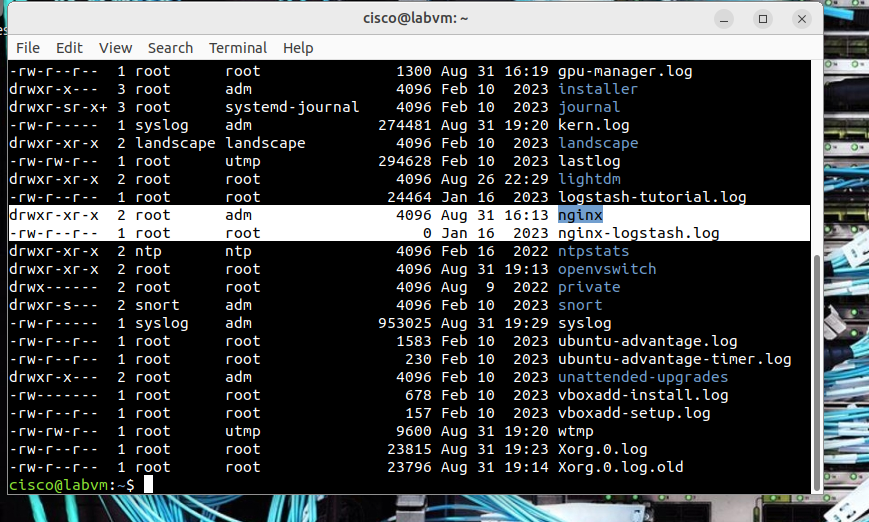 cisco@labvm: ~
File Edit View Search Terminal Help
-rw-r--r-- 1 root root 1300 Aug 31 16:19 gpu-manager.log
drwxr-x--- 3 root adm 4096 Feb 10 2023 installer
drwxr-sr-x+ 3 root systemd-journal 4096 Feb 10 2023 journal
-rw-r----- 1 syslog adm 274481 Aug 31 19:20 kern.log
drwxr-xr-x 2 landscape landscape 4096 Feb 10 2023 landscape
-rw-rw-r-- 1 root utmp 294628 Feb 10 2023 lastlog
drwxr-xr-x 2 root root 4096 Aug 26 22:29 lightdm
-rw-r--r-- 1 root root 24464 Jan 16 2023 logstash-tutorial.log
drwxr-xr-x 2 root adm 4096 Aug 31 16:13 nginx
-rw-r--r-- 1 root root 0 Jan 16 2023 nginx-logstash.log
drwxr-xr-x 2 ntp ntp 4096 Feb 16 2022 ntpstats
drwxr-xr-x 2 root root 4096 Aug 31 19:13 openvswitch
drwx------ 2 root root 4096 Aug 9 2022 private
drwxr-s--- 2 snort adm 4096 Feb 10 2023 snort
-rw-r----- 1 syslog adm 953025 Aug 31 19:29 syslog
-rw-r--r-- 1 root root 1583 Feb 10 2023 ubuntu-advantage.log
-rw-r--r-- 1 root root 230 Feb 10 2023 ubuntu-advantage-timer.log
drwxr-x--- 2 root adm 4096 Feb 10 2023 unattended-upgrades
-rw------- 1 root root 678 Feb 10 2023 vboxadd-install.log
-rw-r--r-- 1 root root 157 Feb 10 2023 vboxadd-setup.log
-rw-rw-r-- 1 root utmp 9600 Aug 31 19:20 wtmp
-rw-r--r-- 1 root root 23815 Aug 31 19:23 Xorg.0.log
-rw-r--r-- 1 root root 23796 Aug 31 19:14 Xorg.0.log.old
cisco@labvm:~$